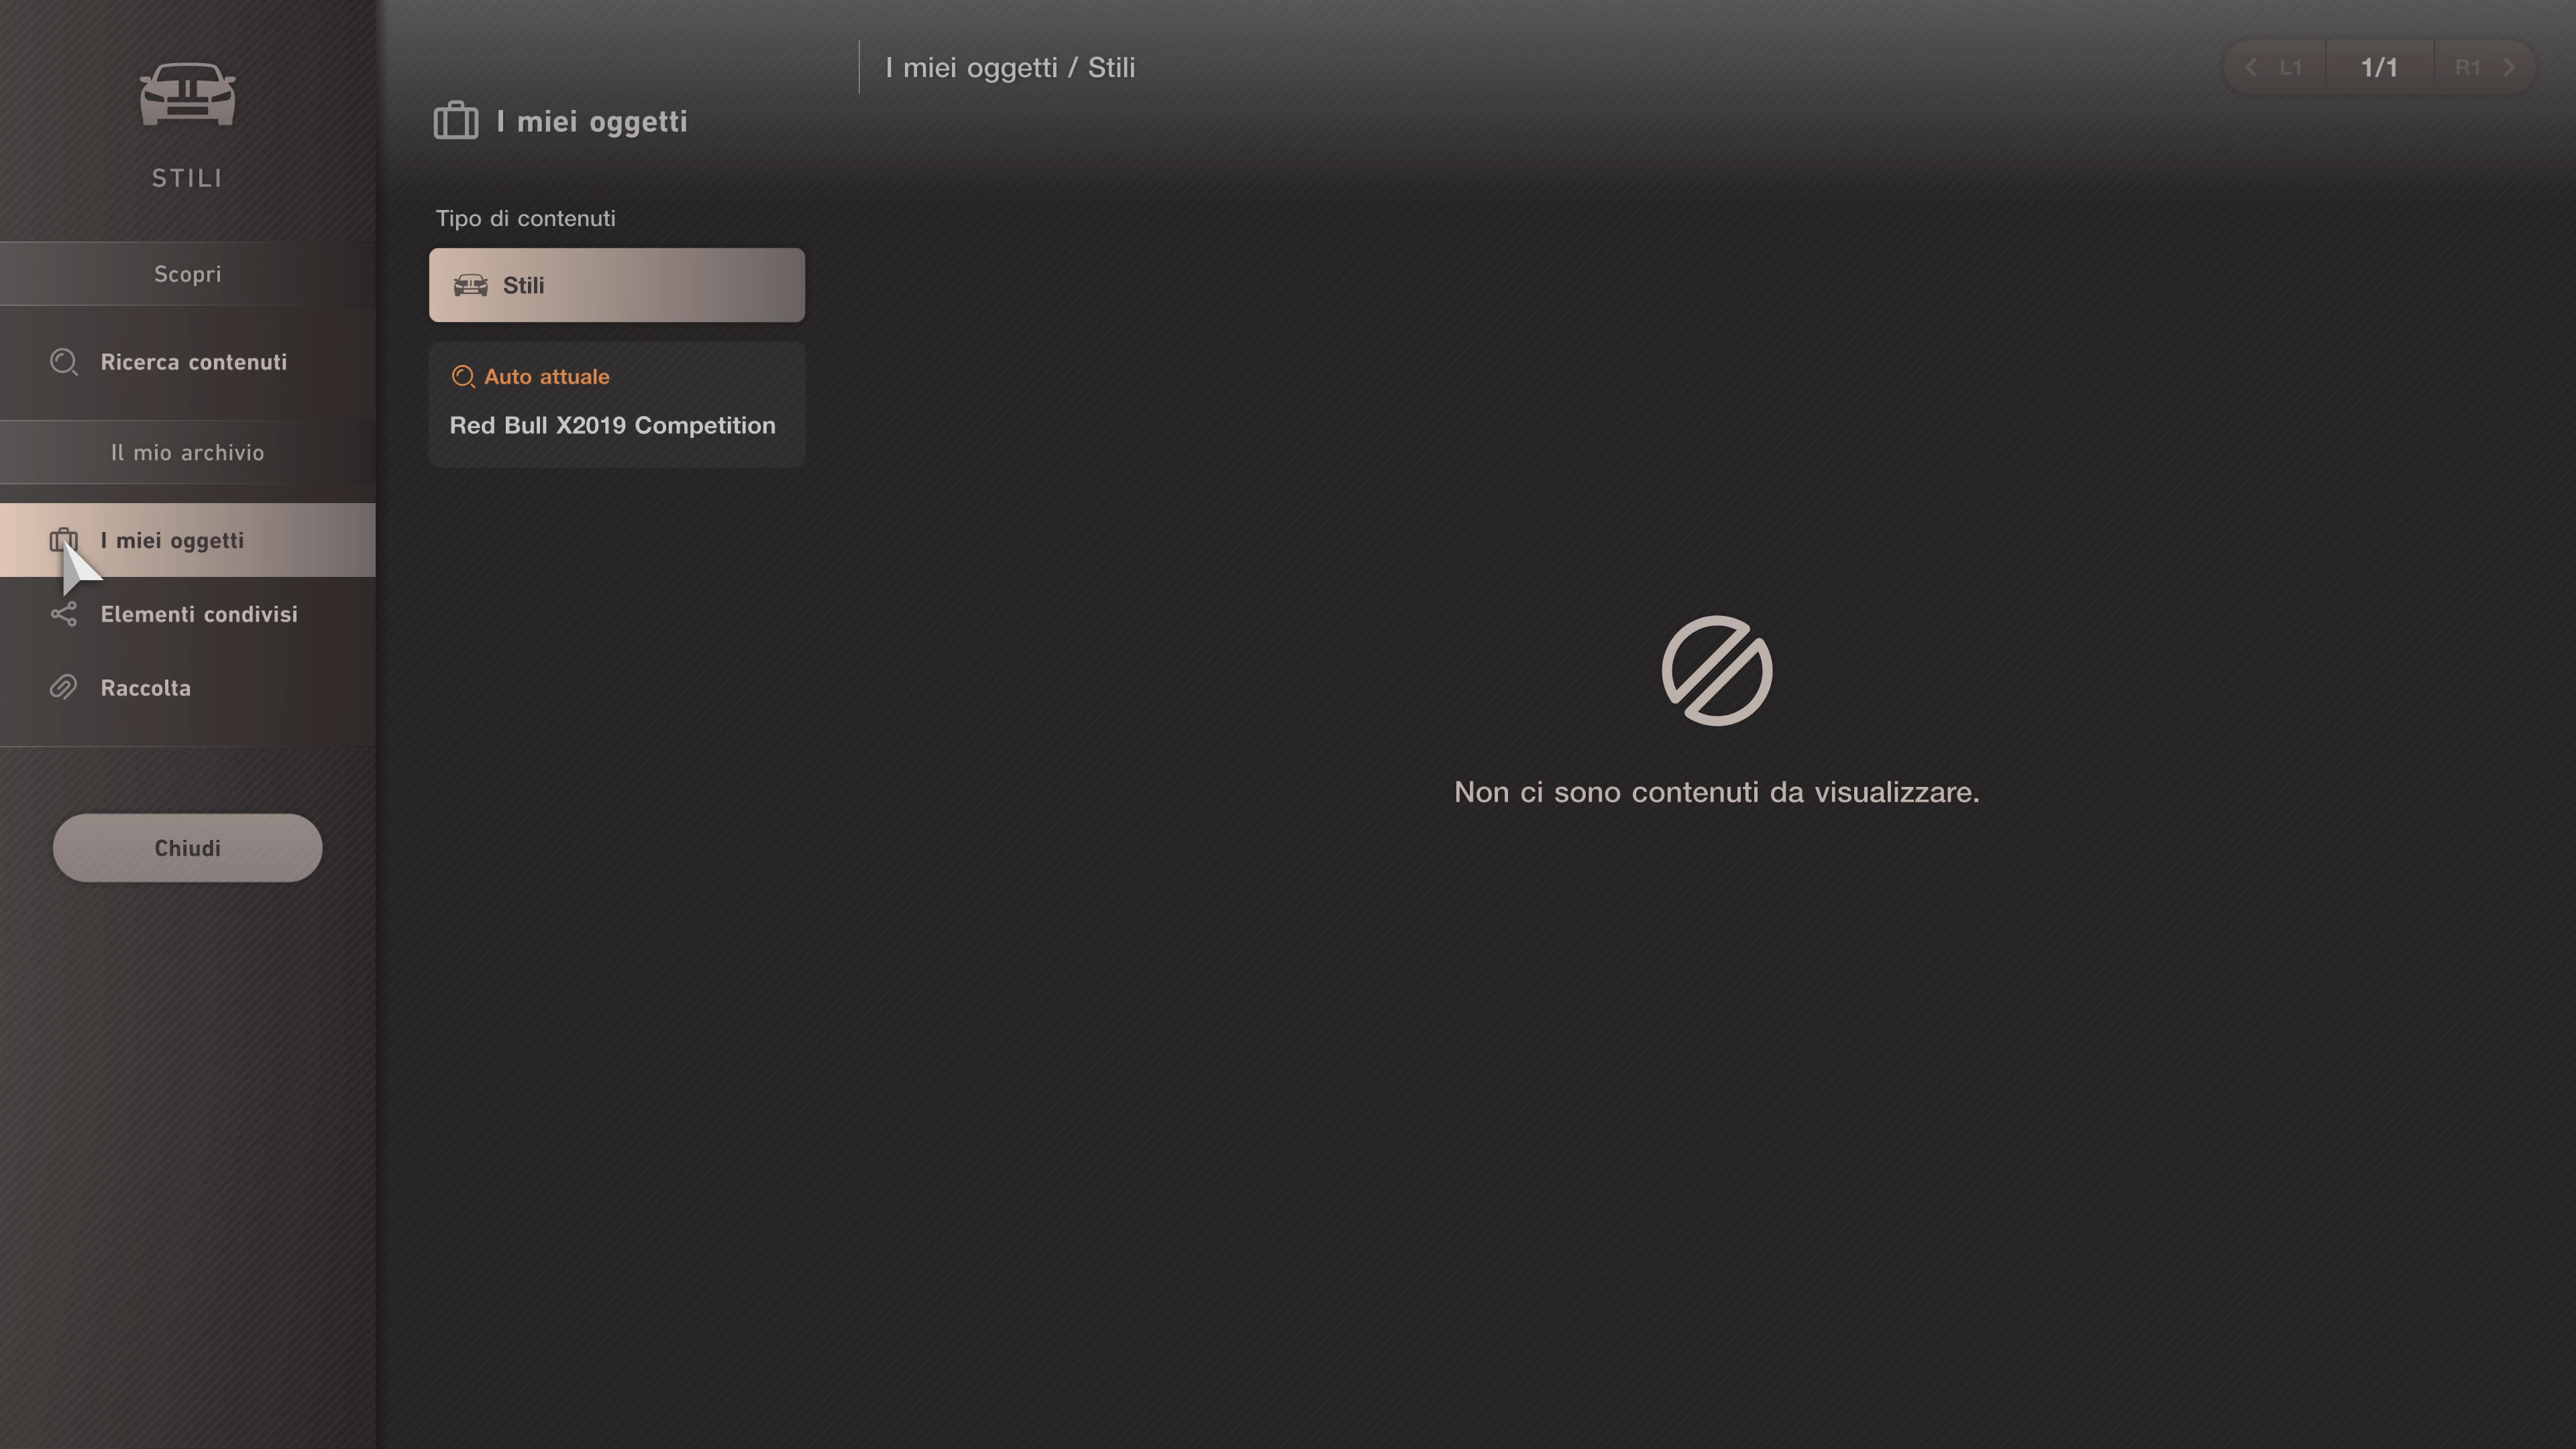 STILI
Scopri
Ricerca contenuti
Il mio archivio
I miei oggetti
Elementi condivisi
Raccolta
Chiudi
I miei oggetti
Tipo di contenuti
Stili
Auto attuale
Red Bull X2019 Competition
I miei oggetti / Stili
L1 1/1 R1
Non ci sono contenuti da visualizzare.